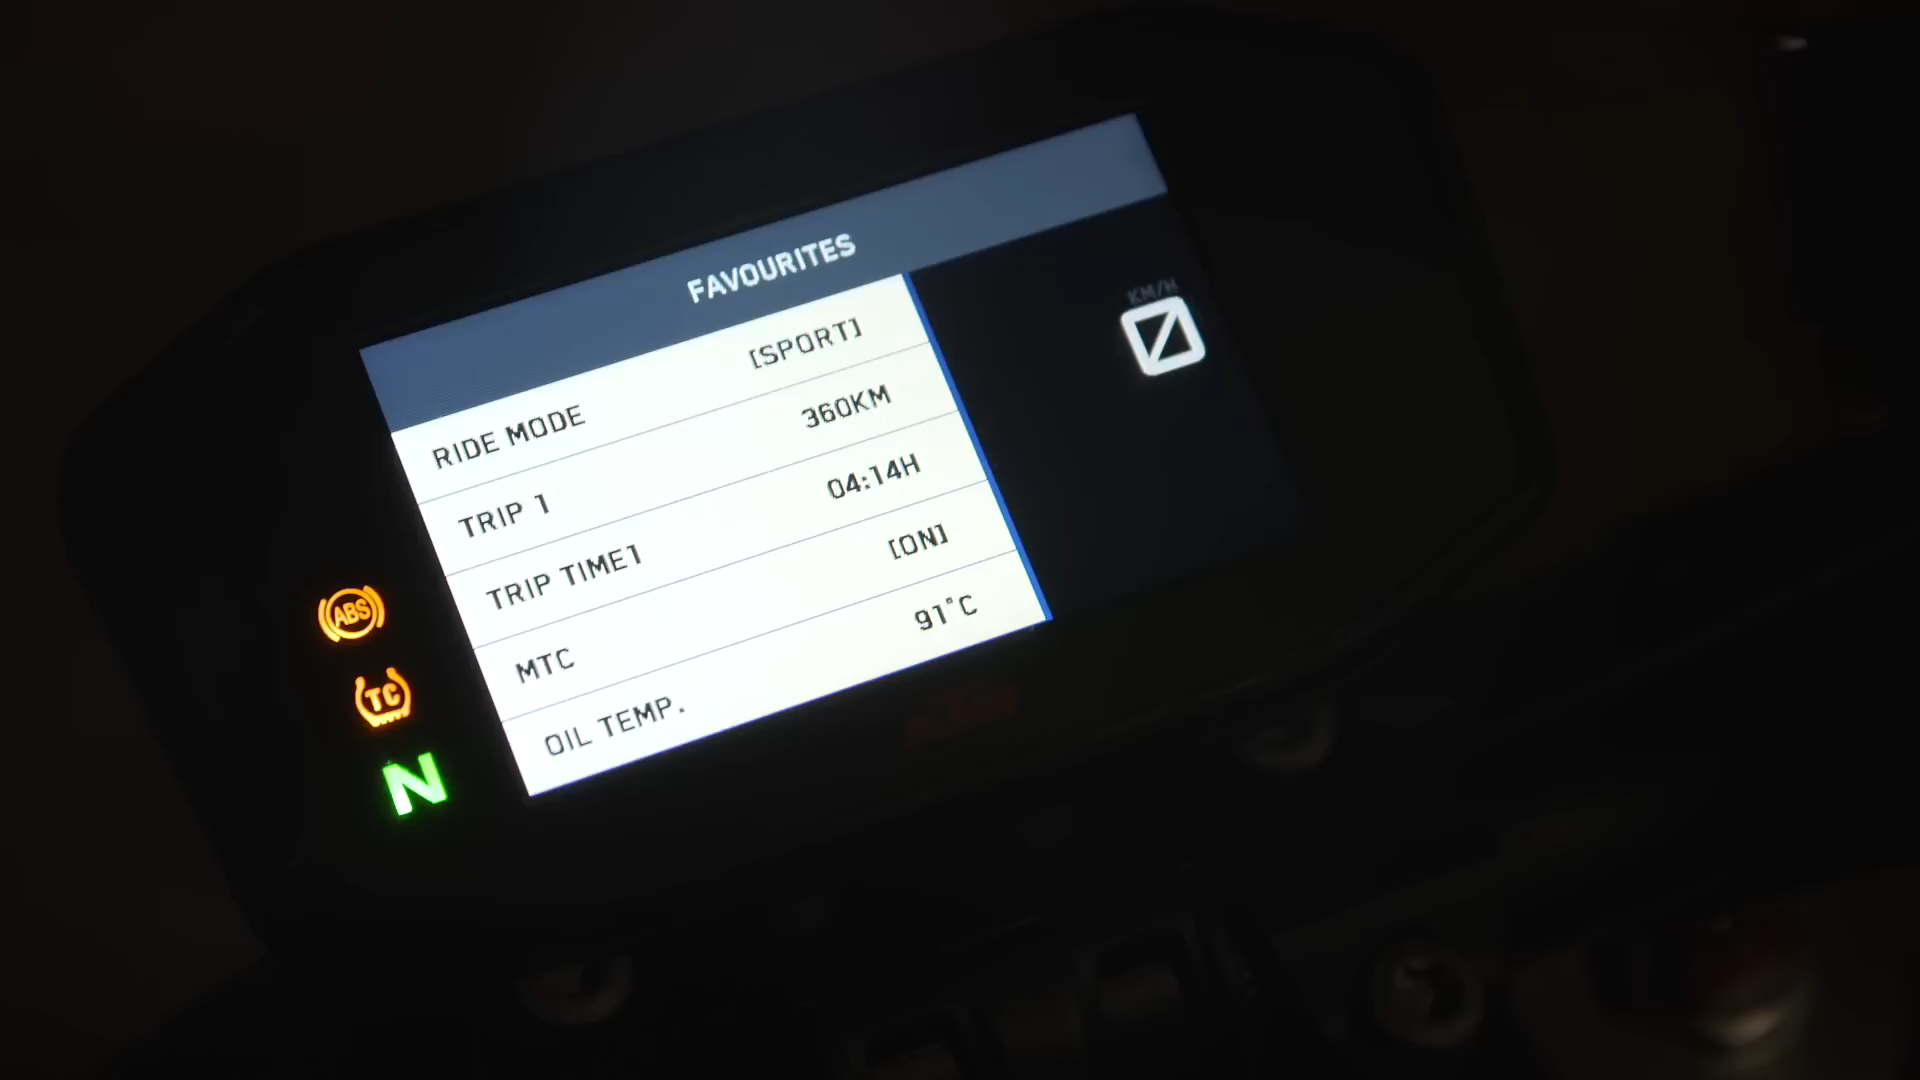 FAVOURITES
RIDE MODE [SPORT]
TRIP 1 360KM
TRIP TIME1 04:14H
MTC [ON]
OIL TEMP. 91°C
KM/H
0
ABS
TC
N